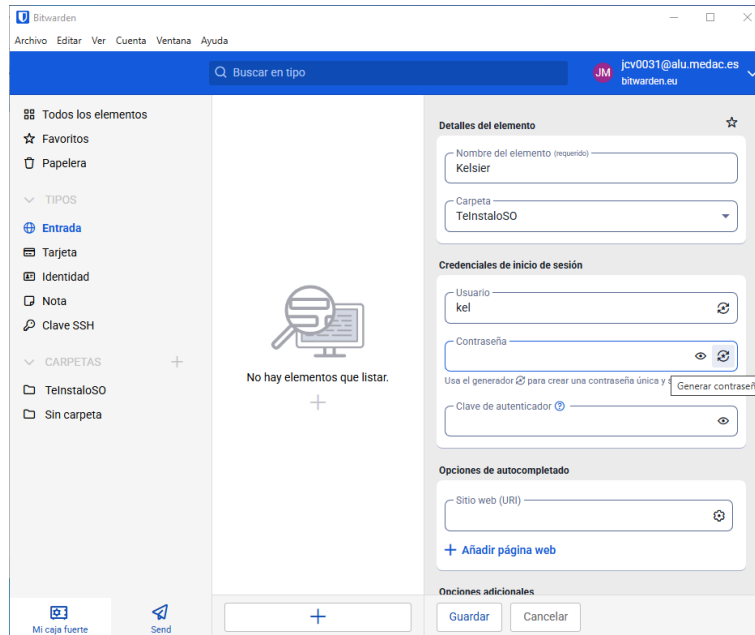 Bitwarden
Archivo Editar Ver Cuenta Ventana Ayuda
Buscar en tipo
JM
jcv0031@alu.medac.es
bitwarden.eu
Todos los elementos
Favoritos
Papelera
TIPOS
Entrada
Tarjeta
Identidad
Nota
Clave SSH
CARPETAS
TeInstaloSO
Sin carpeta
Mi caja fuerte
Send
No hay elementos que listar.
Detalles del elemento
Nombre del elemento (requerido)
Kelsier
Carpeta
TeInstaloSO
Credenciales de inicio de sesión
Usuario
kel
Contraseña
Usa el generador para crear una contraseña única y s
Generar contraseñ
Clave de autenticador
Opciones de autocompletado
Sitio web (URI)
Añadir página web
Opciones adicionales
Guardar
Cancelar